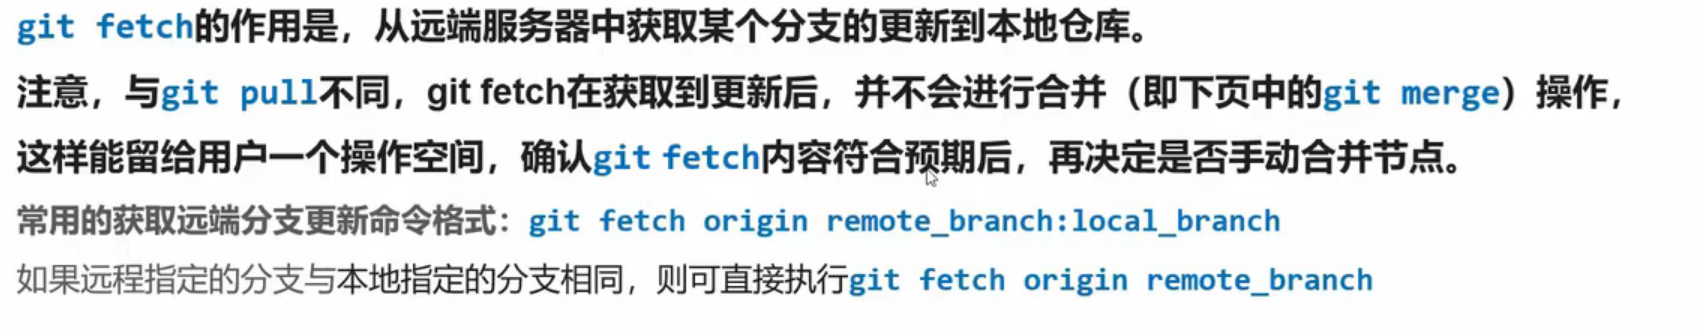 git fetch的作用是，从远端服务器中获取某个分支的更新到本地仓库。
注意，与git pull不同，git fetch在获取到更新后，并不会进行合并（即下页中的git merge）操作，
这样能留给用户一个操作空间，确认git fetch内容符合预期后，再决定是否手动合并节点。
常用的获取远端分支更新命令格式：git fetch origin remote_branch:local_branch
如果远程指定的分支与本地指定的分支相同，则可直接执行git fetch origin remote_branch